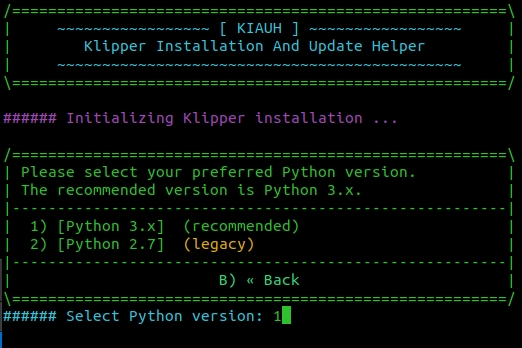 /=======================================================\
|     ~~~~~~~~~~~~~~~~~ [ KIAUH ] ~~~~~~~~~~~~~~~~~     |
|        Klipper Installation And Update Helper         |
|     ~~~~~~~~~~~~~~~~~~~~~~~~~~~~~~~~~~~~~~~~~~~~~     |
\=======================================================/
###### Initializing Klipper installation ...
/=======================================================\
| Please select your preferred Python version.          |
| The recommended version is Python 3.x.                |
|-------------------------------------------------------|
|  1) [Python 3.x]  (recommended)                       |
|  2) [Python 2.7]  (legacy)                            |
|-------------------------------------------------------|
|                       B) « Back                       |
\=======================================================/
###### Select Python version: 1